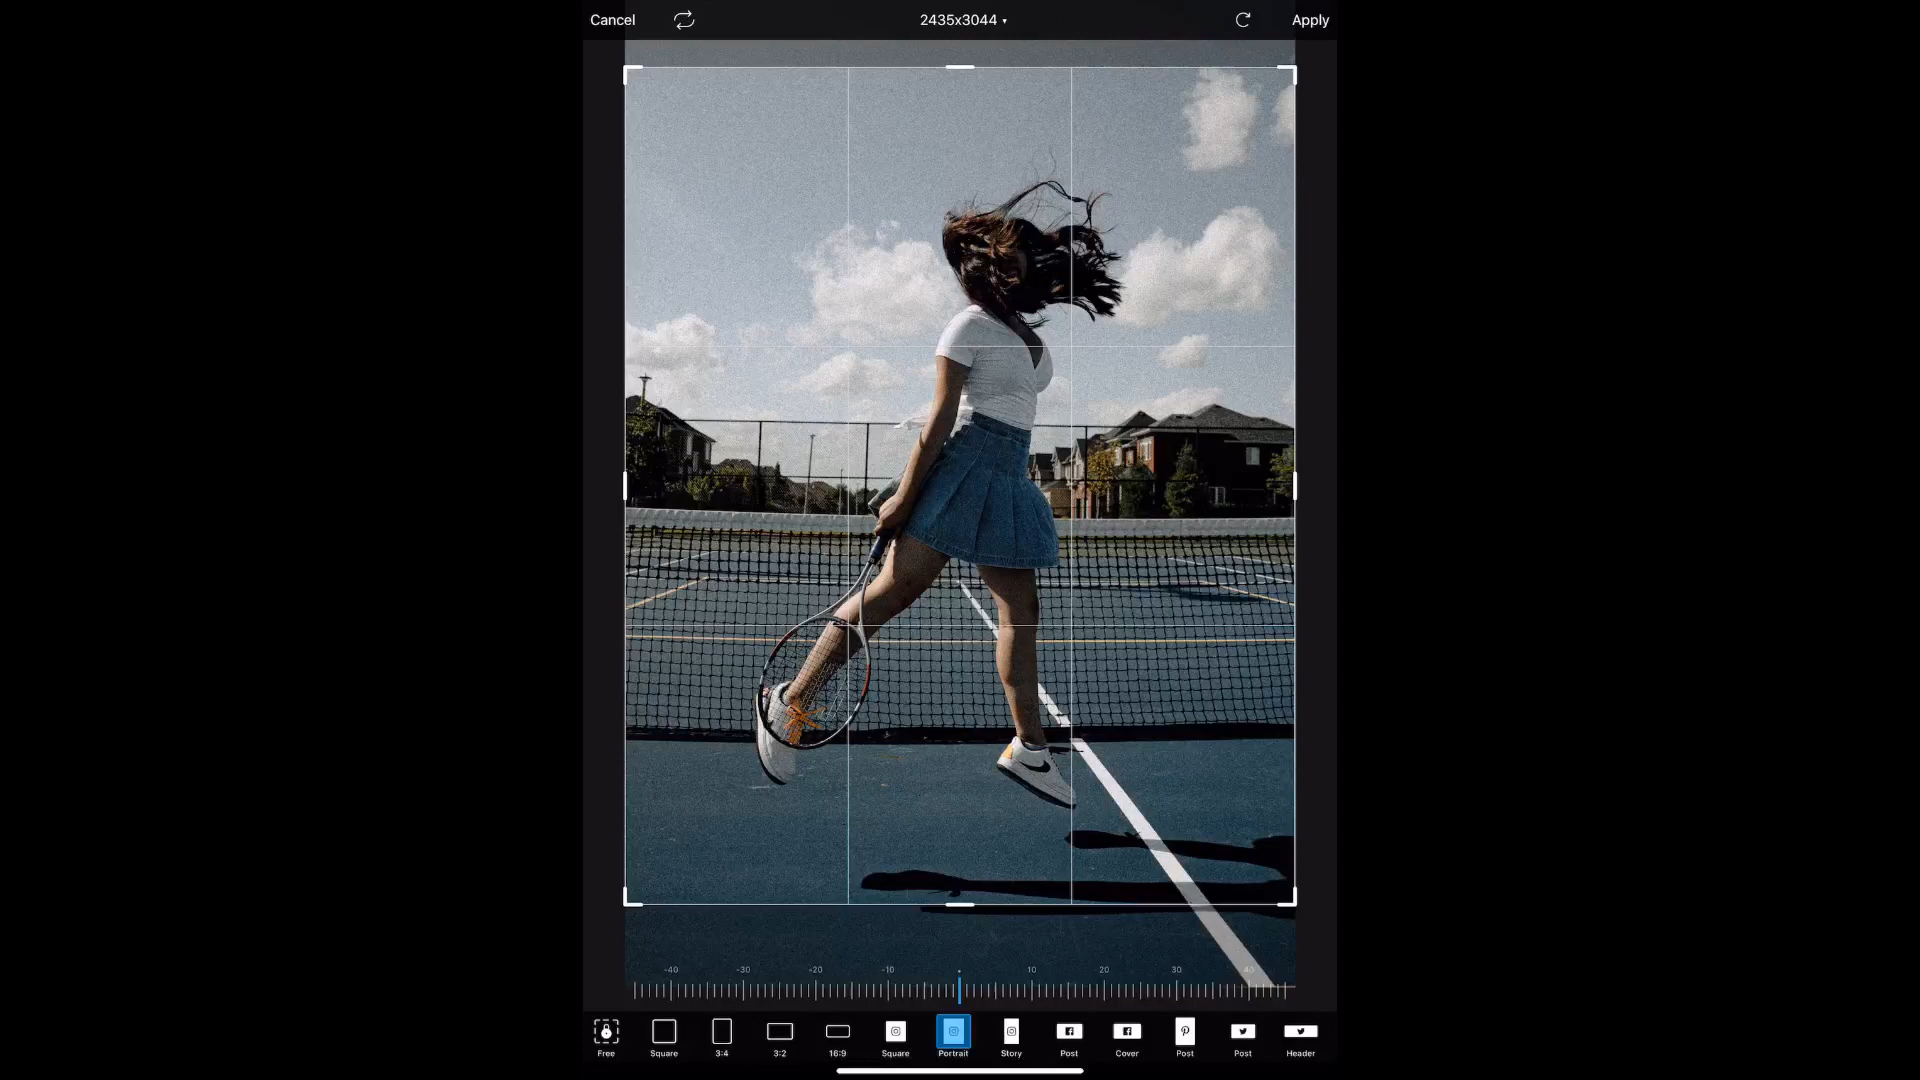 Cancel 2435x3044 Apply
-40 -30 -20 -10 10 20 30 40
Free Square 3:4 3:2 16:9 Square Portrait Story Post Cover Post Post Header